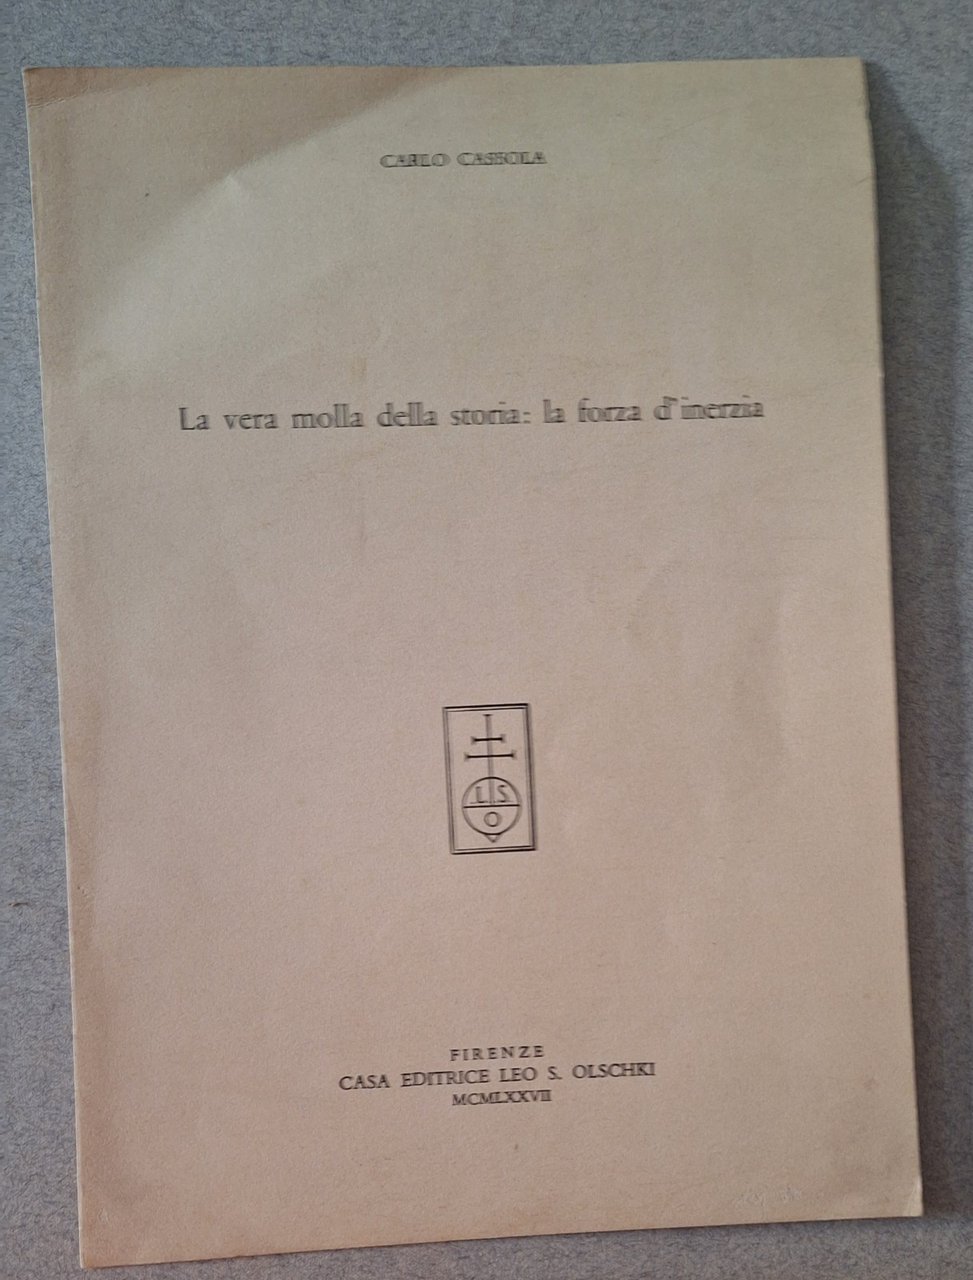 CARLO CASSOLA
La vera molla della storia: la forza d'inerzia
L S
O
FIRENZE
CASA EDITRICE LEO S. OLSCHKI
MCMLXXVII